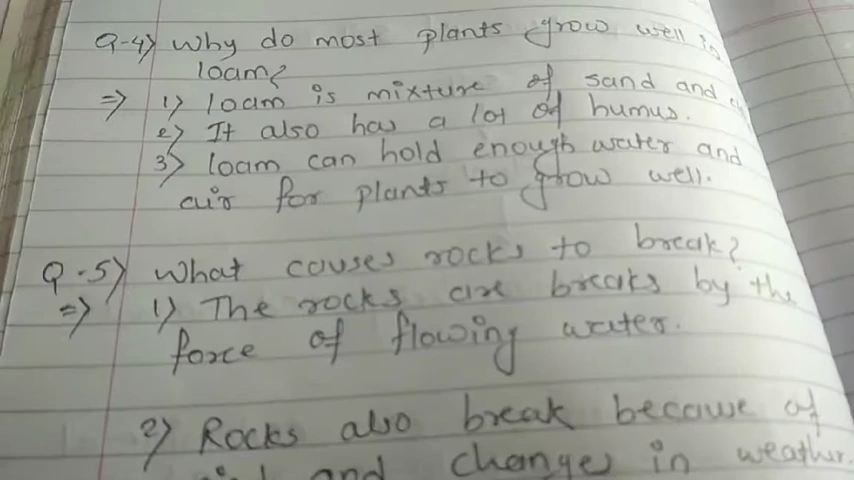 Q-4) Why do most plants grow well in
loam?
=> 1) loam is mixture of sand and
2) It also has a lot of humus.
3) loam can hold enough water and
air for plants to grow well.
Q.5) What causes rocks to break?
=> 1) The rocks are breaks by the
force of flowing water.
2) Rocks also break because of
and changes in weather.